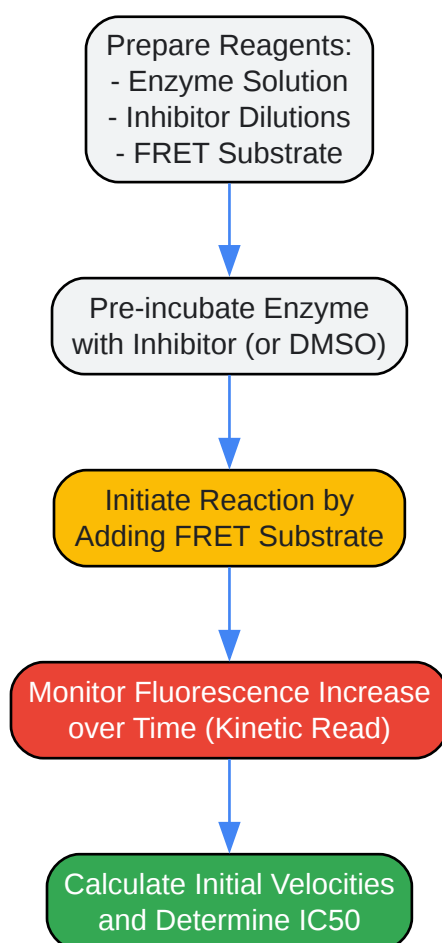 Prepare Reagents:
- Enzyme Solution
- Inhibitor Dilutions
- FRET Substrate
Pre-incubate Enzyme
with Inhibitor (or DMSO)
Initiate Reaction by
Adding FRET Substrate
Monitor Fluorescence Increase
over Time (Kinetic Read)
Calculate Initial Velocities
and Determine IC50